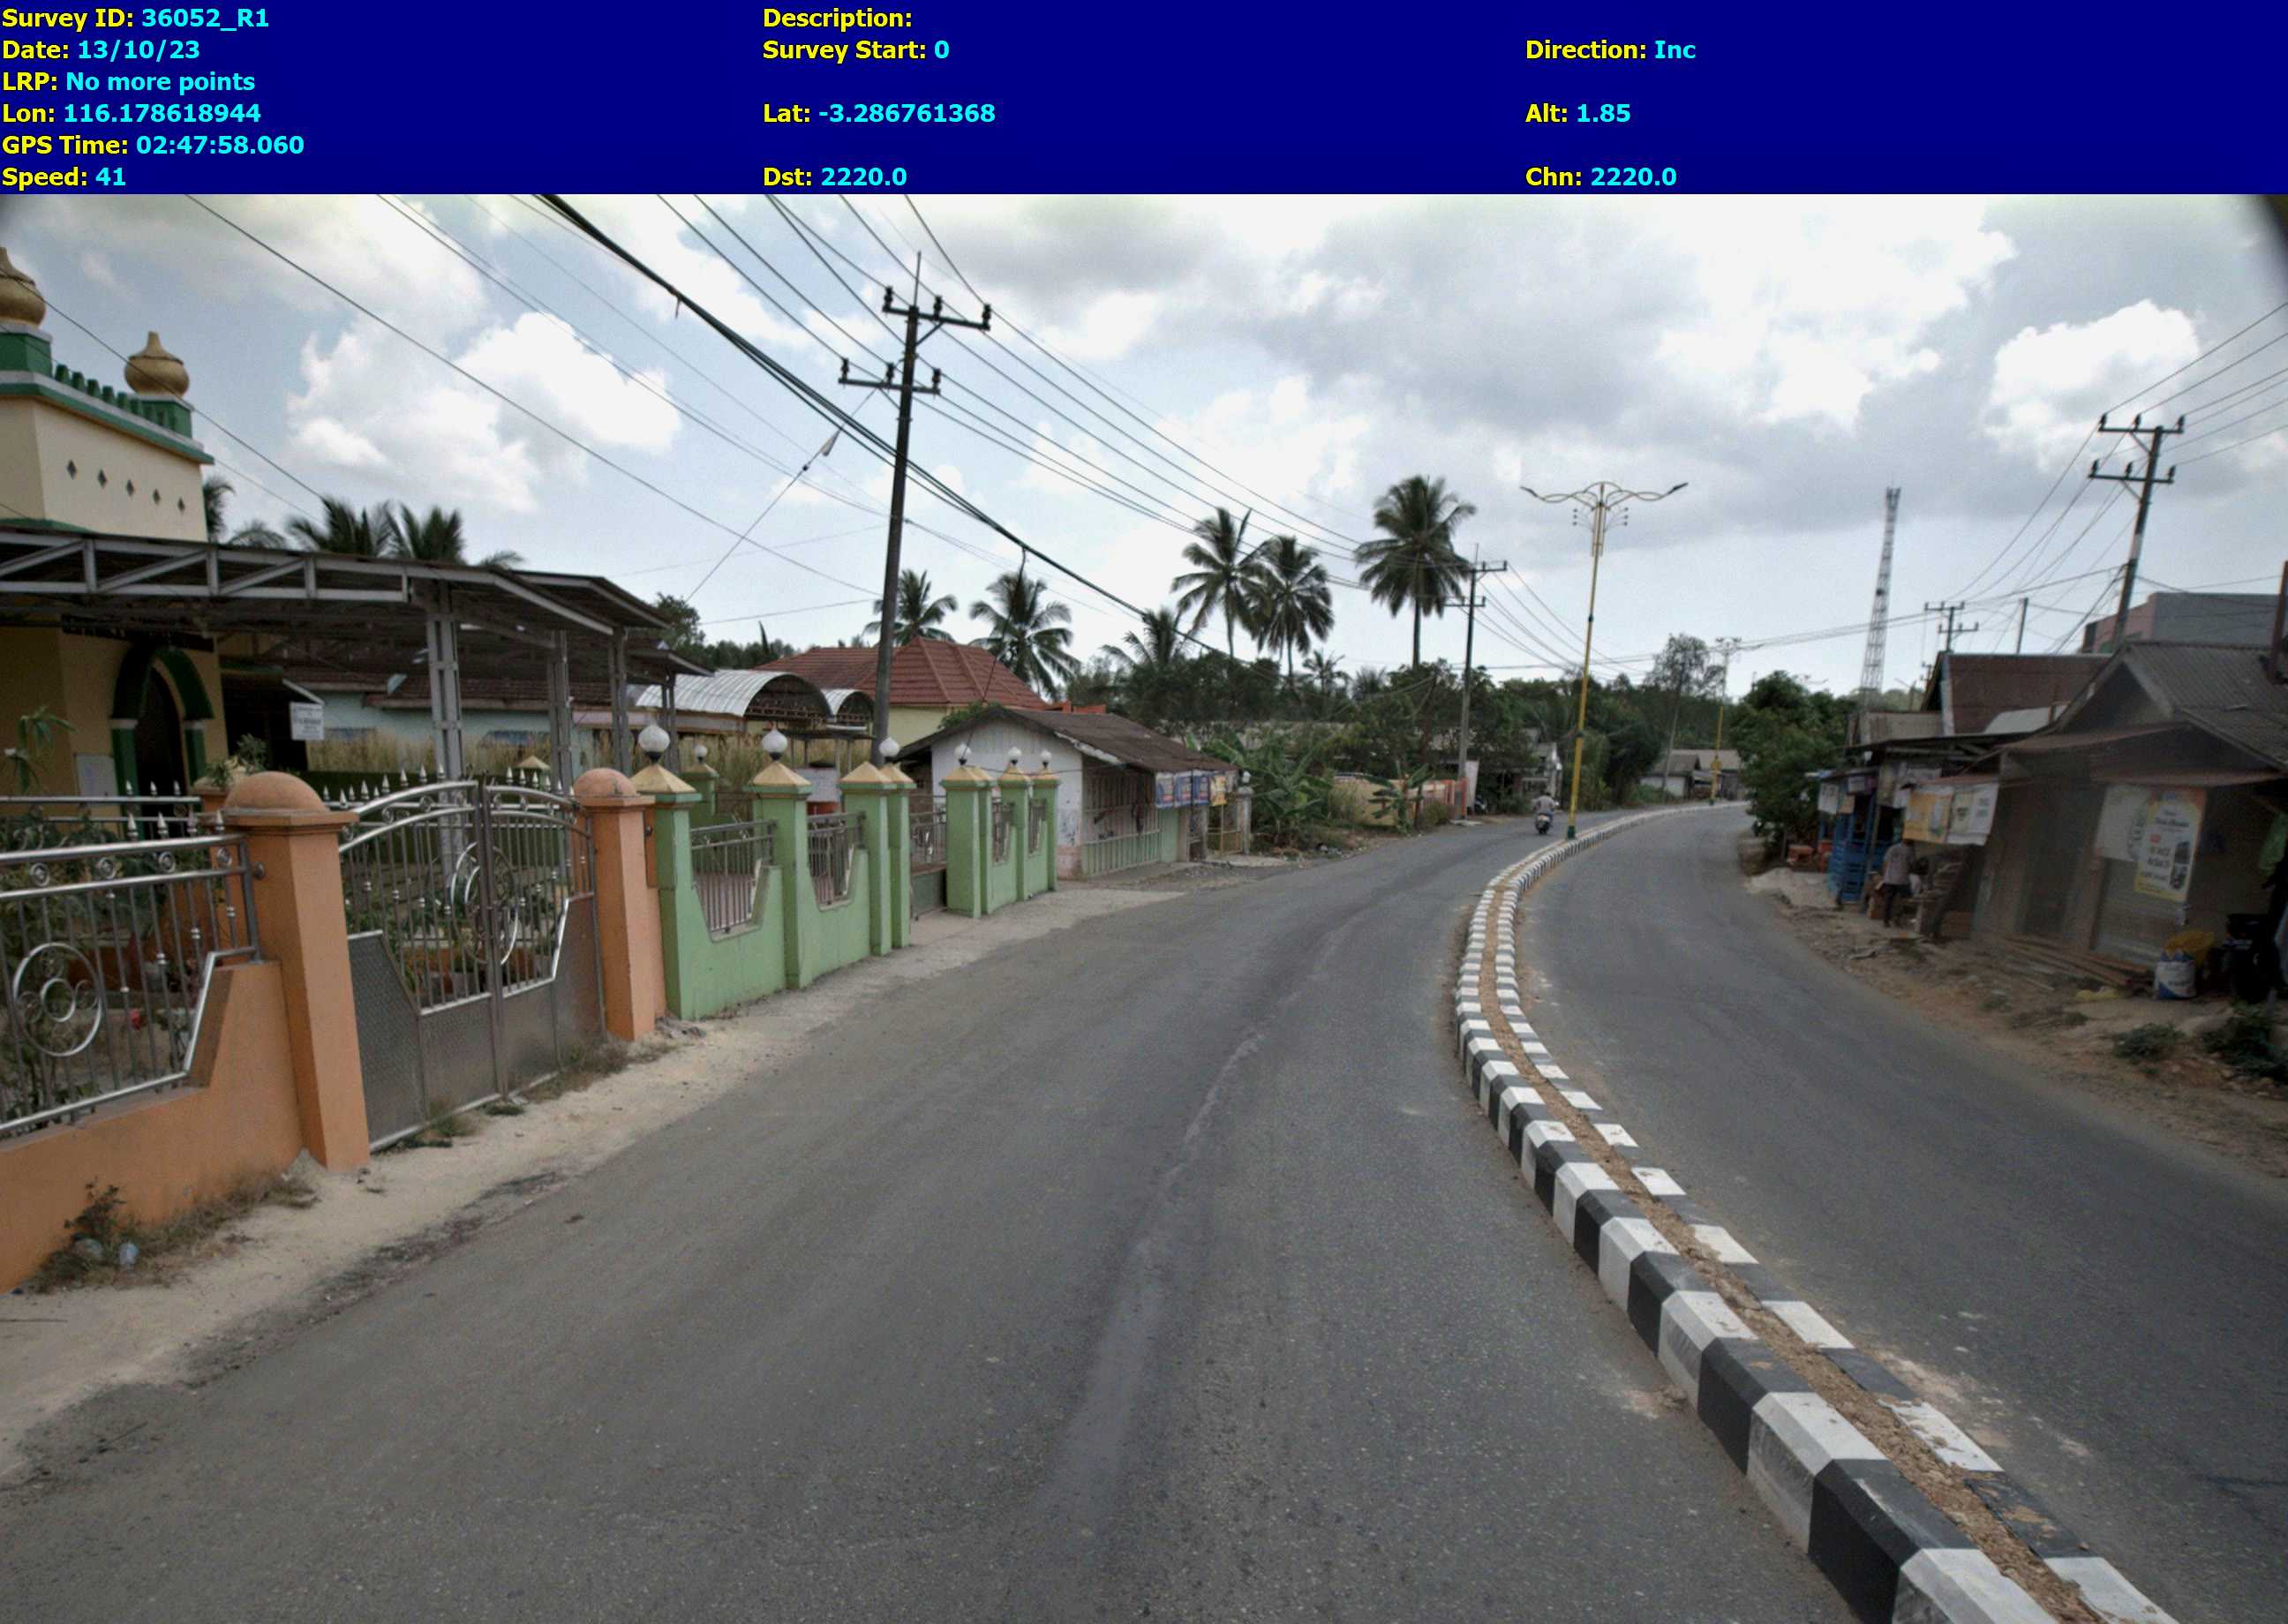 Survey ID: 36052_R1
Description:
Date: 13/10/23
Survey Start: 0
Direction: Inc
LRP: No more points
Lon: 116.178618944
Lat: -3.286761368
Alt: 1.85
GPS Time: 02:47:58.060
Speed: 41
Dst: 2220.0
Chn: 2220.0